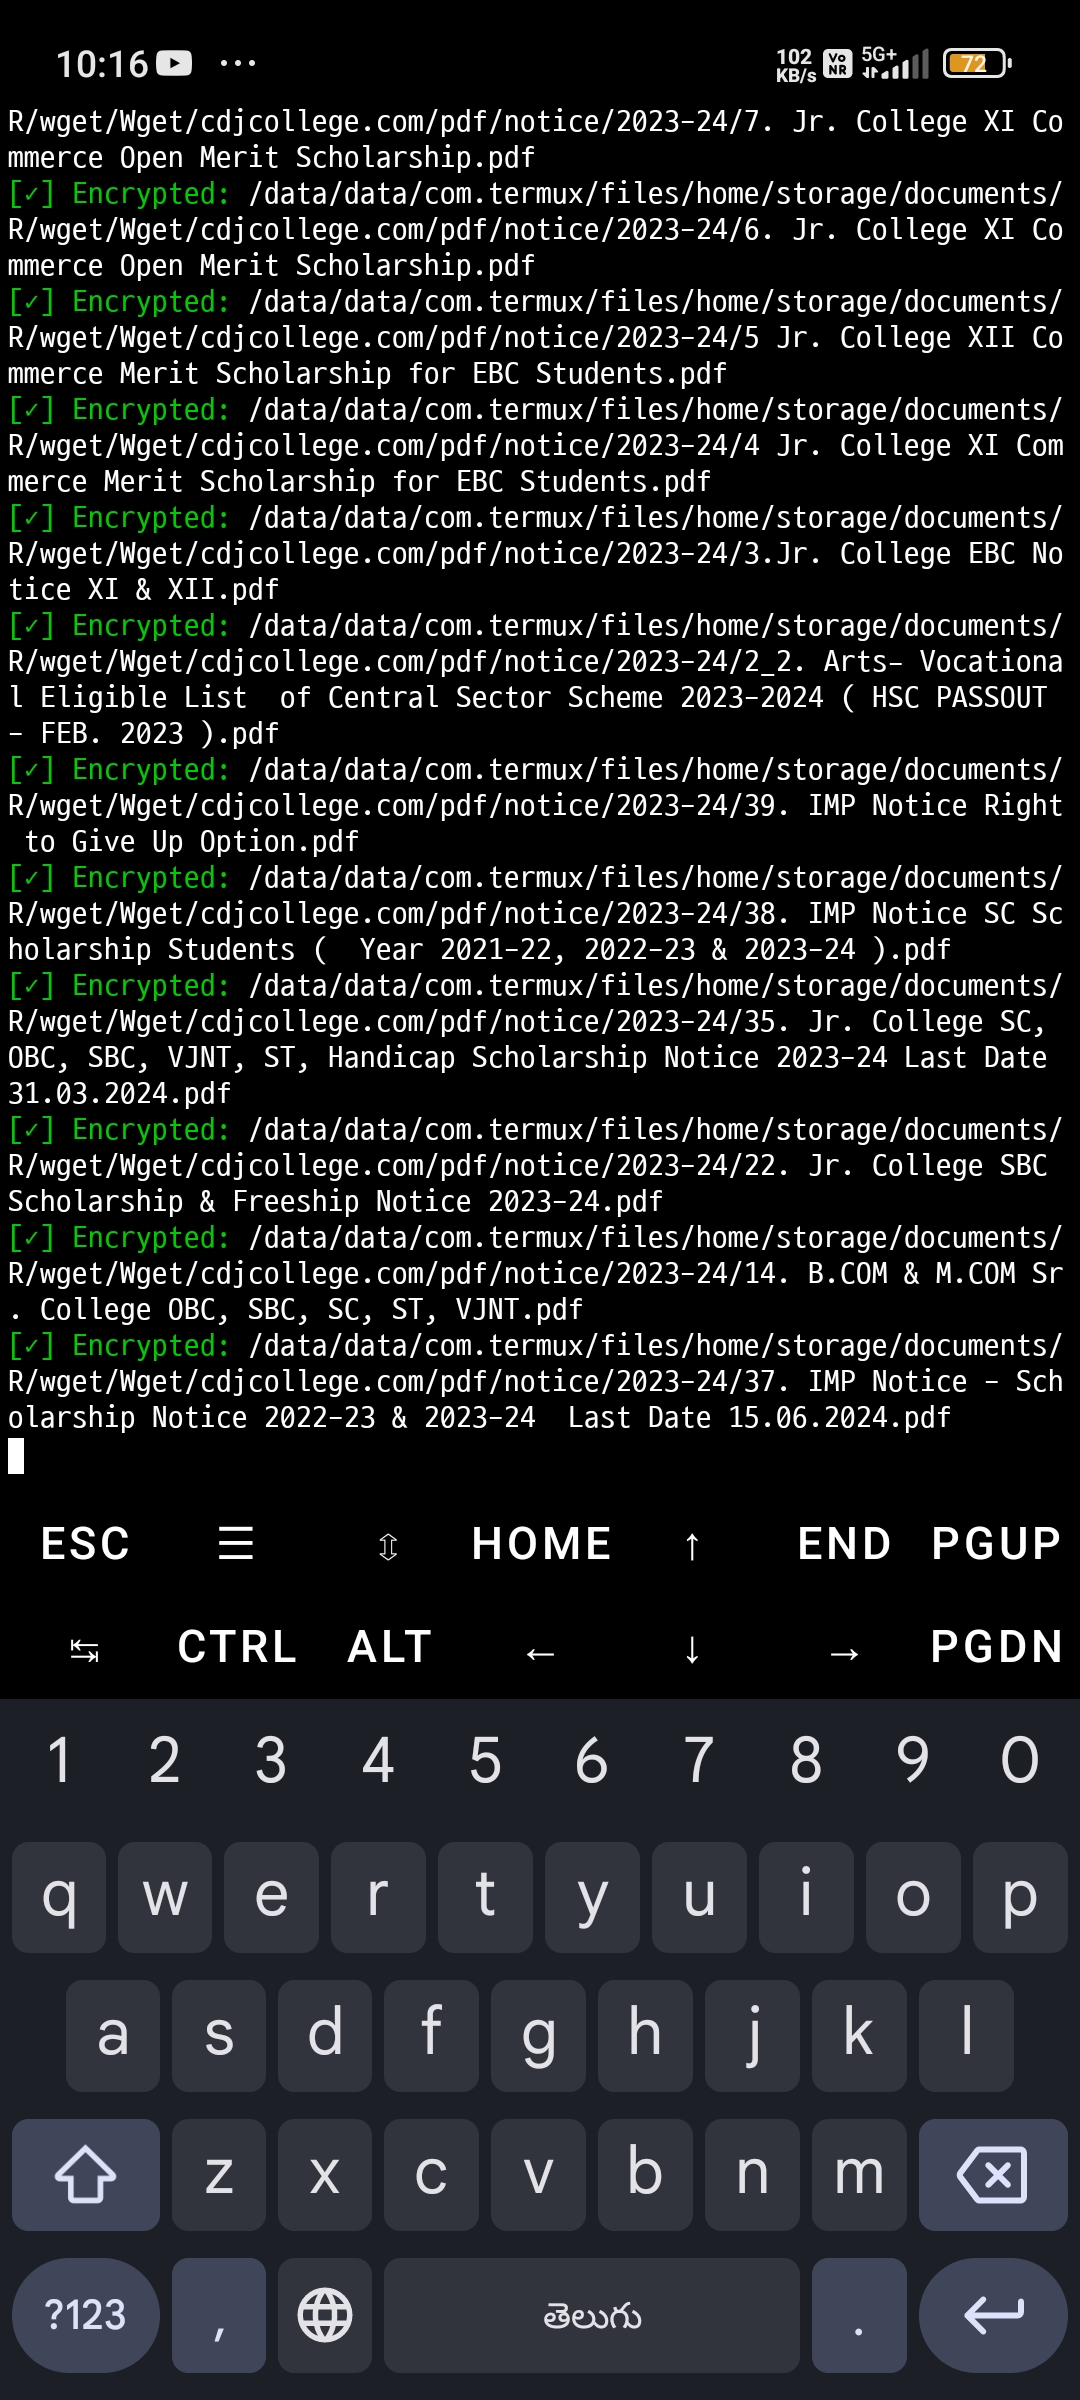 10:16 ··· 102 KB/s Vo NR 5G+ 72
R/wget/Wget/cdjcollege.com/pdf/notice/2023-24/7. Jr. College XI Co
mmerce Open Merit Scholarship.pdf
[✓] Encrypted: /data/data/com.termux/files/home/storage/documents/
R/wget/Wget/cdjcollege.com/pdf/notice/2023-24/6. Jr. College XI Co
mmerce Open Merit Scholarship.pdf
[✓] Encrypted: /data/data/com.termux/files/home/storage/documents/
R/wget/Wget/cdjcollege.com/pdf/notice/2023-24/5 Jr. College XII Co
mmerce Merit Scholarship for EBC Students.pdf
[✓] Encrypted: /data/data/com.termux/files/home/storage/documents/
R/wget/Wget/cdjcollege.com/pdf/notice/2023-24/4 Jr. College XI Com
merce Merit Scholarship for EBC Students.pdf
[✓] Encrypted: /data/data/com.termux/files/home/storage/documents/
R/wget/Wget/cdjcollege.com/pdf/notice/2023-24/3.Jr. College EBC No
tice XI & XII.pdf
[✓] Encrypted: /data/data/com.termux/files/home/storage/documents/
R/wget/Wget/cdjcollege.com/pdf/notice/2023-24/2_2. Arts- Vocationa
l Eligible List  of Central Sector Scheme 2023-2024 ( HSC PASSOUT
- FEB. 2023 ).pdf
[✓] Encrypted: /data/data/com.termux/files/home/storage/documents/
R/wget/Wget/cdjcollege.com/pdf/notice/2023-24/39. IMP Notice Right
 to Give Up Option.pdf
[✓] Encrypted: /data/data/com.termux/files/home/storage/documents/
R/wget/Wget/cdjcollege.com/pdf/notice/2023-24/38. IMP Notice SC Sc
holarship Students (  Year 2021-22, 2022-23 & 2023-24 ).pdf
[✓] Encrypted: /data/data/com.termux/files/home/storage/documents/
R/wget/Wget/cdjcollege.com/pdf/notice/2023-24/35. Jr. College SC,
OBC, SBC, VJNT, ST, Handicap Scholarship Notice 2023-24 Last Date
31.03.2024.pdf
[✓] Encrypted: /data/data/com.termux/files/home/storage/documents/
R/wget/Wget/cdjcollege.com/pdf/notice/2023-24/22. Jr. College SBC
Scholarship & Freeship Notice 2023-24.pdf
[✓] Encrypted: /data/data/com.termux/files/home/storage/documents/
R/wget/Wget/cdjcollege.com/pdf/notice/2023-24/14. B.COM & M.COM Sr
. College OBC, SBC, SC, ST, VJNT.pdf
[✓] Encrypted: /data/data/com.termux/files/home/storage/documents/
R/wget/Wget/cdjcollege.com/pdf/notice/2023-24/37. IMP Notice - Sch
olarship Notice 2022-23 & 2023-24  Last Date 15.06.2024.pdf
ESC ☰ ⇳ HOME ↑ END PGUP
↹ CTRL ALT ← ↓ → PGDN
1 2 3 4 5 6 7 8 9 0
q w e r t y u i o p
a s d f g h j k l
z x c v b n m
?123 , తెలుగు .